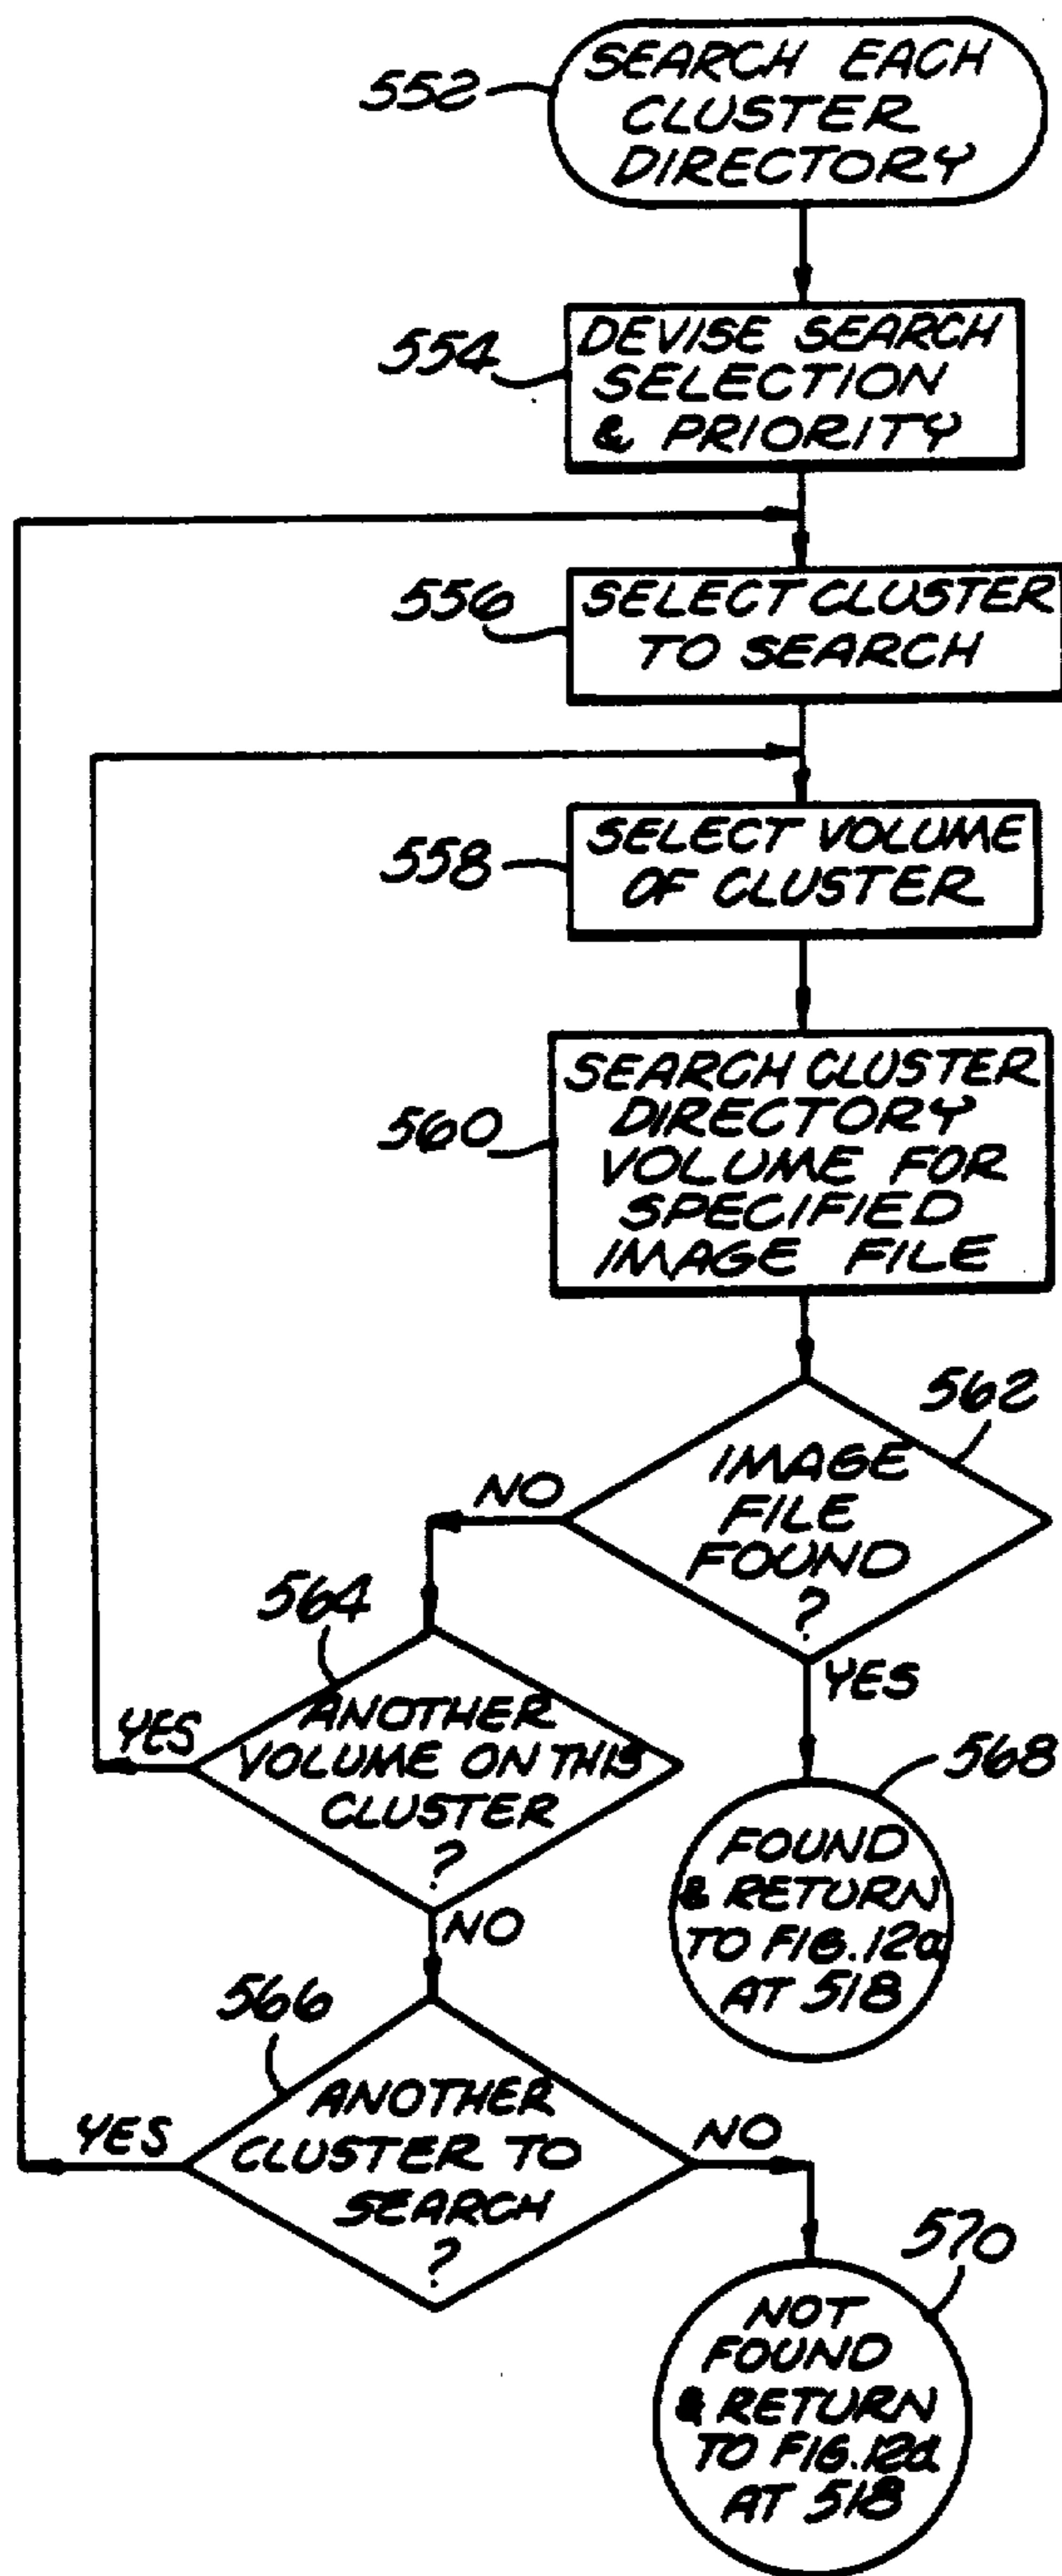 552
SEARCH EACH
CLUSTER
DIRECTORY
554
DEVISE SEARCH
SELECTION
& PRIORITY
556
SELECT CLUSTER
TO SEARCH
558
SELECT VOLUME
OF CLUSTER
560
SEARCH CLUSTER
DIRECTORY
VOLUME FOR
SPECIFIED
IMAGE FILE
562
IMAGE
FILE
FOUND
?
NO
YES
564
ANOTHER
VOLUME ON THIS
CLUSTER
?
YES
NO
568
FOUND
& RETURN
TO FIG.12a
AT 518
566
ANOTHER
CLUSTER TO
SEARCH
?
YES
NO
570
NOT
FOUND
& RETURN
TO FIG.12a
AT 518